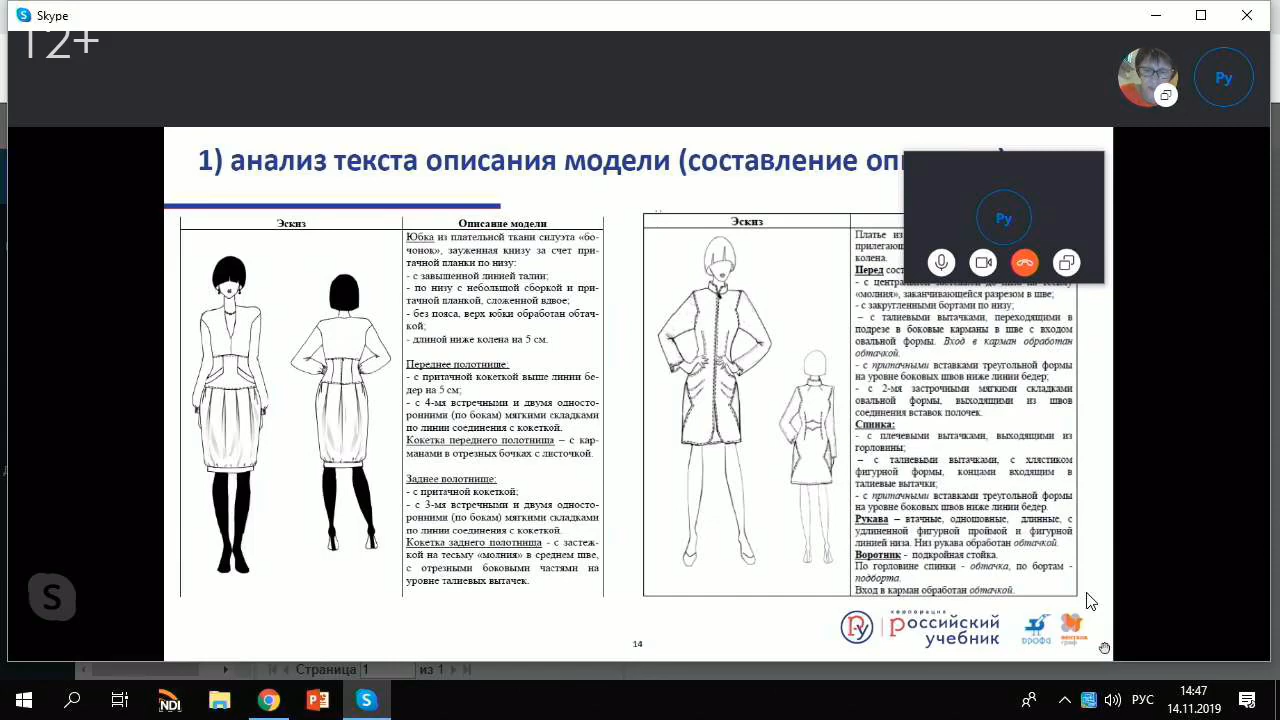 Skype
12+
Ру
1) анализ текста описания модели (составление
Ру
Эскиз
Описание модели
Юбка из плательной ткани силуэта «бо-
чонок», зауженная книзу за счет при-
тачной планки по низу;
- с завышенной линией талии;
- по низу с небольшой сборкой и при-
тачной планкой, сложенной вдвое;
- без пояса, верх юбки обработан обтач-
кой;
- длиной ниже колена на 5 см.
Переднее полотнище:
- с притачной кокеткой выше линии бе-
дер на 5 см;
- с 4-мя встречными и двумя односто-
ронними (по бокам) мягкими складками
по линии соединения с кокеткой.
Кокетка переднего полотнища – с кар-
манами в отрезных бочках с листочкой.
Заднее полотнище:
- с притачной кокеткой;
- с 3-мя встречными и двумя односто-
ронними (по бокам) мягкими складками
по линии соединения с кокеткой.
Кокетка заднего полотнища - с застеж-
кой на тесьму «молния» в среднем шве,
с отрезными боковыми частями на
уровне талиевых вытачек.
Эскиз
Платье из
прилегающ
колена.
Перед сост
- с централ
«молния», заканчивающейся разрезом в шве;
- с закругленными бортами по низу;
– с талиевыми вытачками, переходящими в
подрезе в боковые карманы в шве с входом
овальной формы. Вход в карман обработан
обтачкой.
- с притачными вставками треугольной формы
на уровне боковых швов ниже линии бедер;
- с 2-мя застрочными мягкими складками
овальной формы, выходящими из швов
соединения вставок полочек.
Спинка:
- с плечевыми вытачками, выходящими из
горловины;
– с талиевыми вытачками, с хлястиком
фигурной формы, концами входящим в
талиевые вытачки;
- с притачными вставками треугольной формы
на уровне боковых швов ниже линии бедер.
Рукава – втачные, одношовные, длинные, с
удлиненной фигурной проймой и фигурной
линией низа. Низ рукава обработан обтачкой.
Воротник - подкройная стойка.
По горловине спинки - обтачка, по бортам -
подборта.
Вход в карман обработан обтачкой.
14
Ру
корпорация
российский
учебник
ДРОФА
вентана
граф
S
Страница 1 из 1
NDI
РУС
14:47
14.11.2019